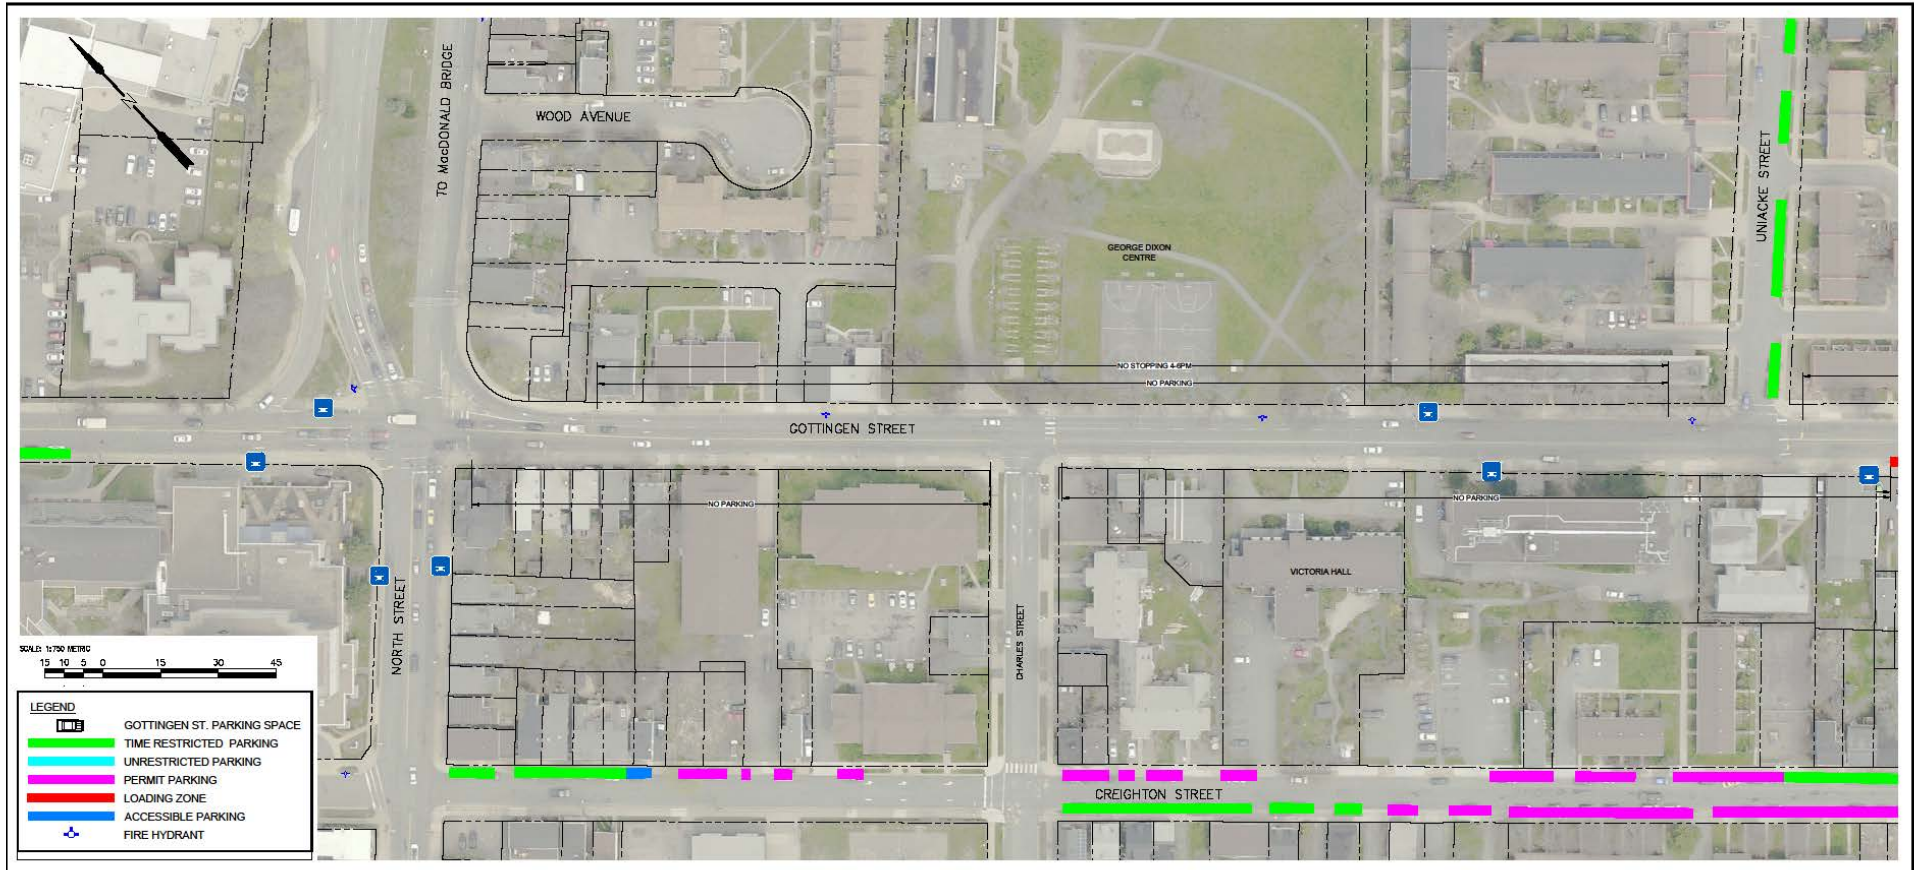 TO MacDONALD BRIDGE
WOOD AVENUE
UNIACKE STREET
GEORGE DIXON
CENTRE
NO STOPPING 4-6PM
NO PARKING
GOTTINGEN STREET
NO PARKING
NO PARKING
NORTH STREET
CHARLES STREET
VICTORIA HALL
CREIGHTON STREET
SCALE: 1:750 METRIC
15 10 5 0 15 30 45
LEGEND
GOTTINGEN ST. PARKING SPACE
TIME RESTRICTED PARKING
UNRESTRICTED PARKING
PERMIT PARKING
LOADING ZONE
ACCESSIBLE PARKING
FIRE HYDRANT